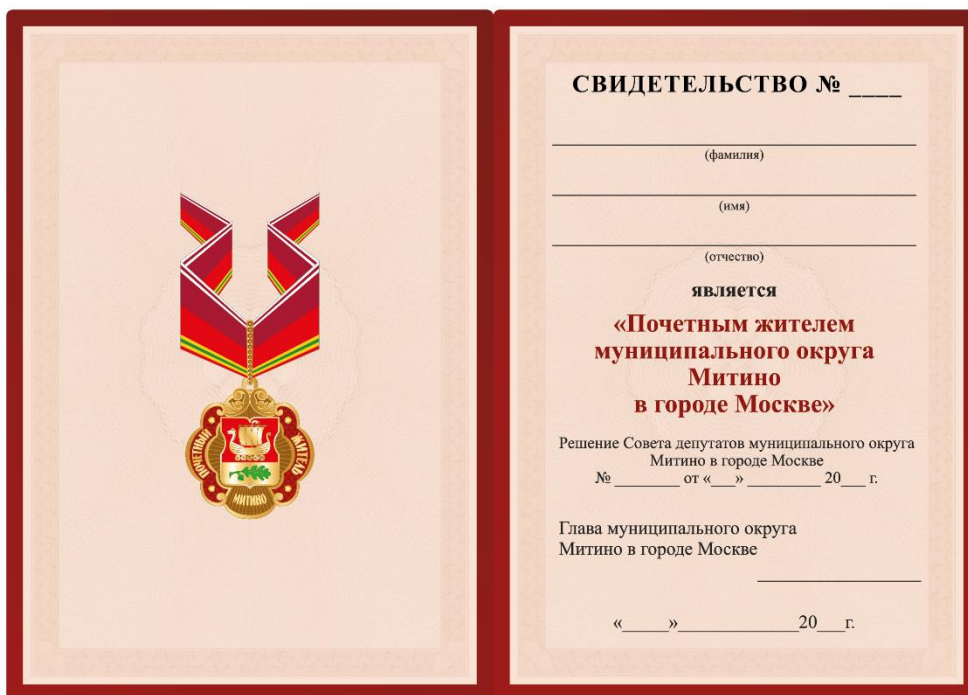 ПОЧЕТНЫЙ ЖИТЕЛЬ
МИТИНО
СВИДЕТЕЛЬСТВО № ____
(фамилия)
(имя)
(отчество)
является
«Почетным жителем
муниципального округа
Митино
в городе Москве»
Решение Совета депутатов муниципального округа
Митино в городе Москве
№ ________ от «___» _________ 20___ г.
Глава муниципального округа
Митино в городе Москве
«_____»_____________20___г.